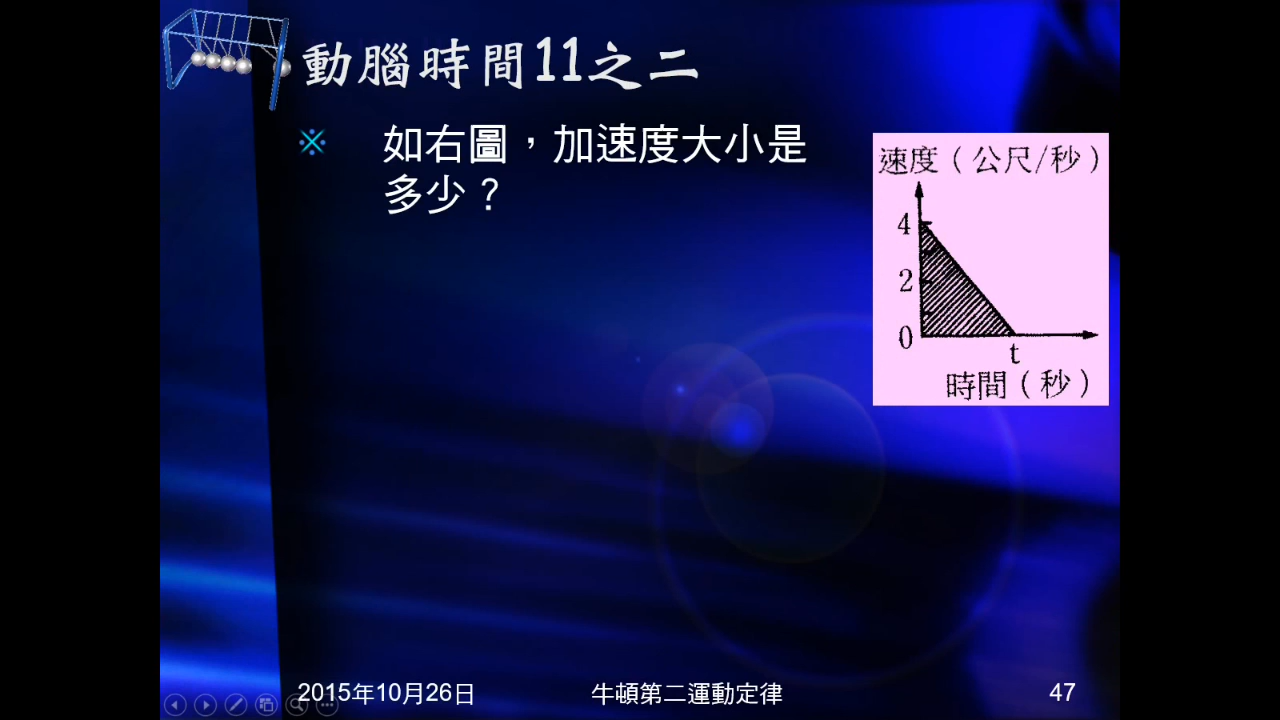 動腦時間11之二
※ 如右圖，加速度大小是
多少？
速度（公尺/秒）
4
2
0
t
時間（秒）
2015年10月26日 牛頓第二運動定律 47